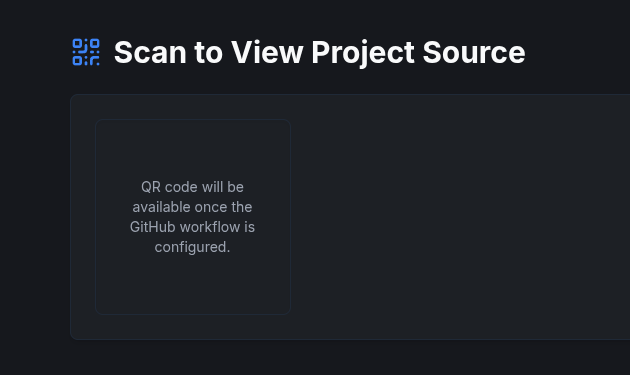 Scan to View Project Source
QR code will be
available once the
GitHub workflow is
configured.